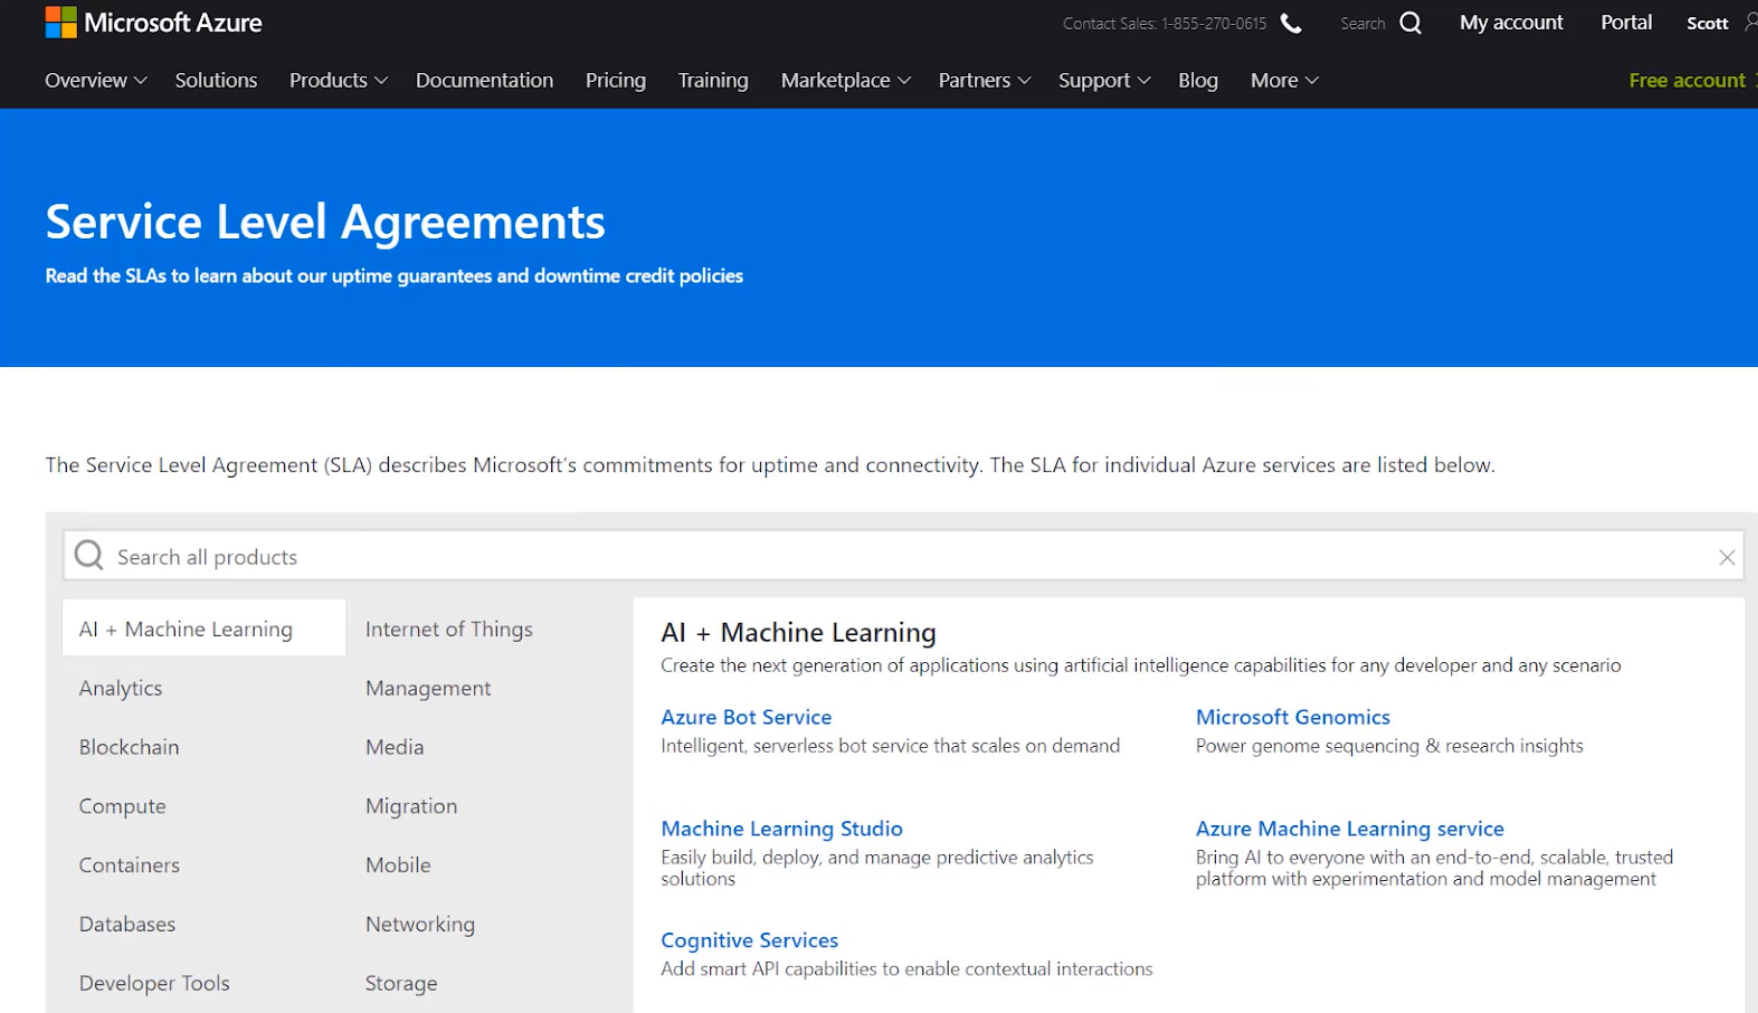 Microsoft Azure
Contact Sales: 1-855-270-0615
Search
My account
Portal
Scott
Overview
Solutions
Products
Documentation
Pricing
Training
Marketplace
Partners
Support
Blog
More
Free account
Service Level Agreements
Read the SLAs to learn about our uptime guarantees and downtime credit policies
The Service Level Agreement (SLA) describes Microsoft's commitments for uptime and connectivity. The SLA for individual Azure services are listed below.
Search all products
AI + Machine Learning
Analytics
Blockchain
Compute
Containers
Databases
Developer Tools
Internet of Things
Management
Media
Migration
Mobile
Networking
Storage
AI + Machine Learning
Create the next generation of applications using artificial intelligence capabilities for any developer and any scenario
Azure Bot Service
Intelligent, serverless bot service that scales on demand
Microsoft Genomics
Power genome sequencing & research insights
Machine Learning Studio
Easily build, deploy, and manage predictive analytics
solutions
Azure Machine Learning service
Bring AI to everyone with an end-to-end, scalable, trusted
platform with experimentation and model management
Cognitive Services
Add smart API capabilities to enable contextual interactions